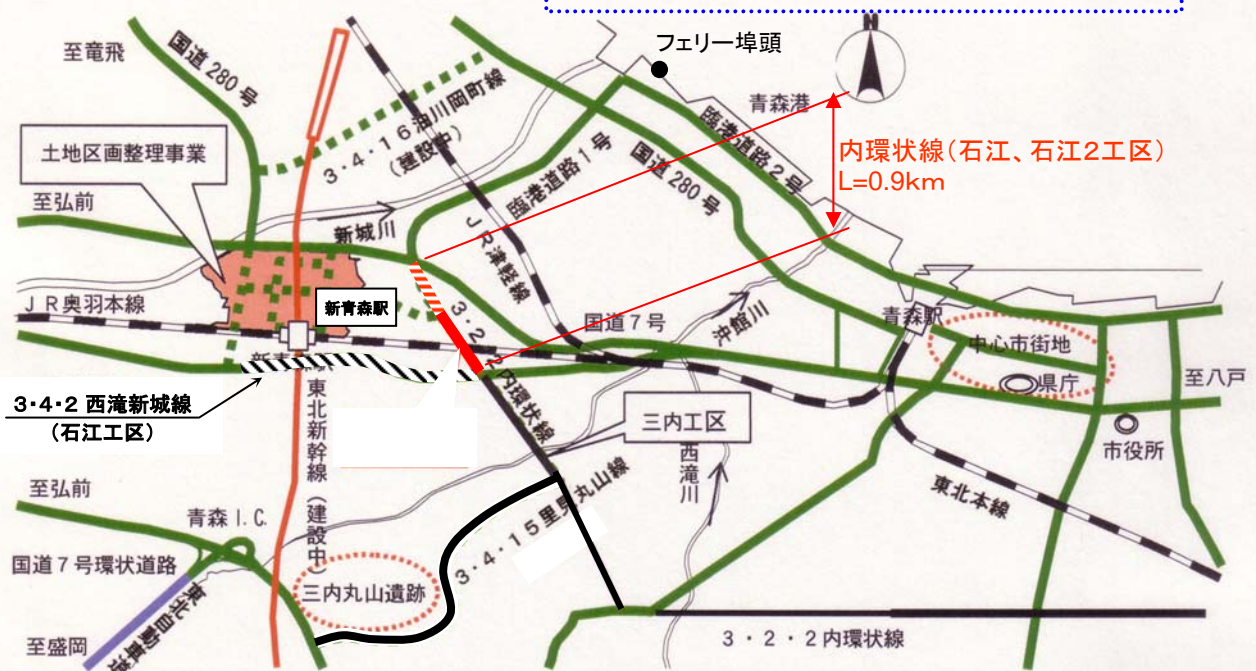 N
フェリー埠頭
至竜飛
国道280号
青森港
3・4・16油川岡町線
(建設中)
臨港道路2号
内環状線(石江、石江2工区)
L=0.9km
土地区画整理事業
臨港道路1号
国道280号
至弘前
新城川
JR津軽線
JR奥羽本線
新青森駅
3・2・2内環状線
国道7号
沖館川
青森駅
中心市街地
県庁
至八戸
3・4・2 西滝新城線
(石江工区)
東北新幹線(建設中)
三内工区
西滝川
市役所
東北本線
至弘前
青森I.C.
3・4・15里見丸山線
国道7号環状道路
三内丸山遺跡
東北自動車道
至盛岡
3・2・2内環状線